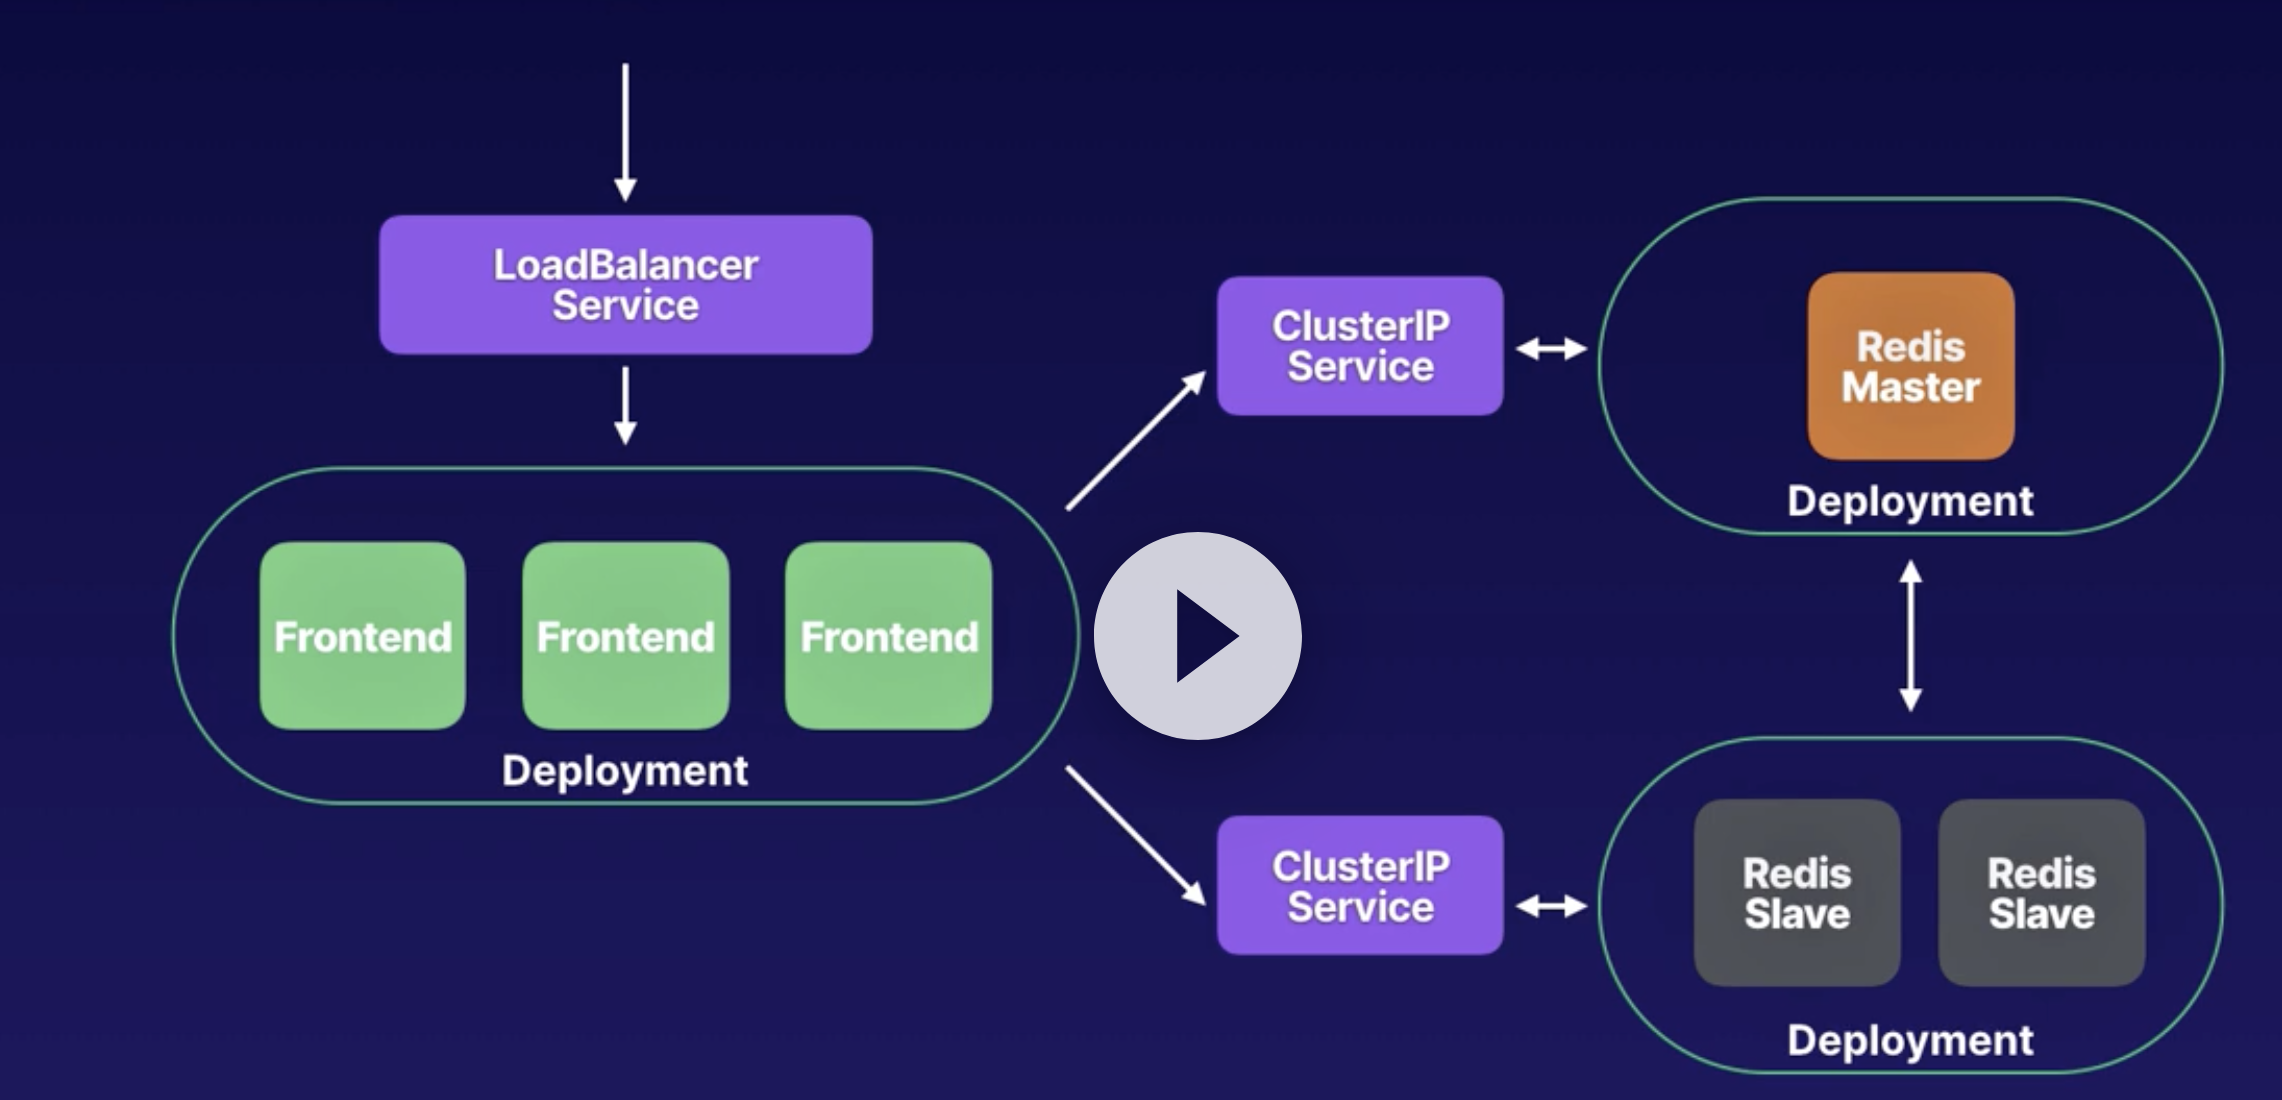 LoadBalancer
Service
Frontend
Frontend
Frontend
Deployment
ClusterIP
Service
Redis
Master
Deployment
ClusterIP
Service
Redis
Slave
Redis
Slave
Deployment